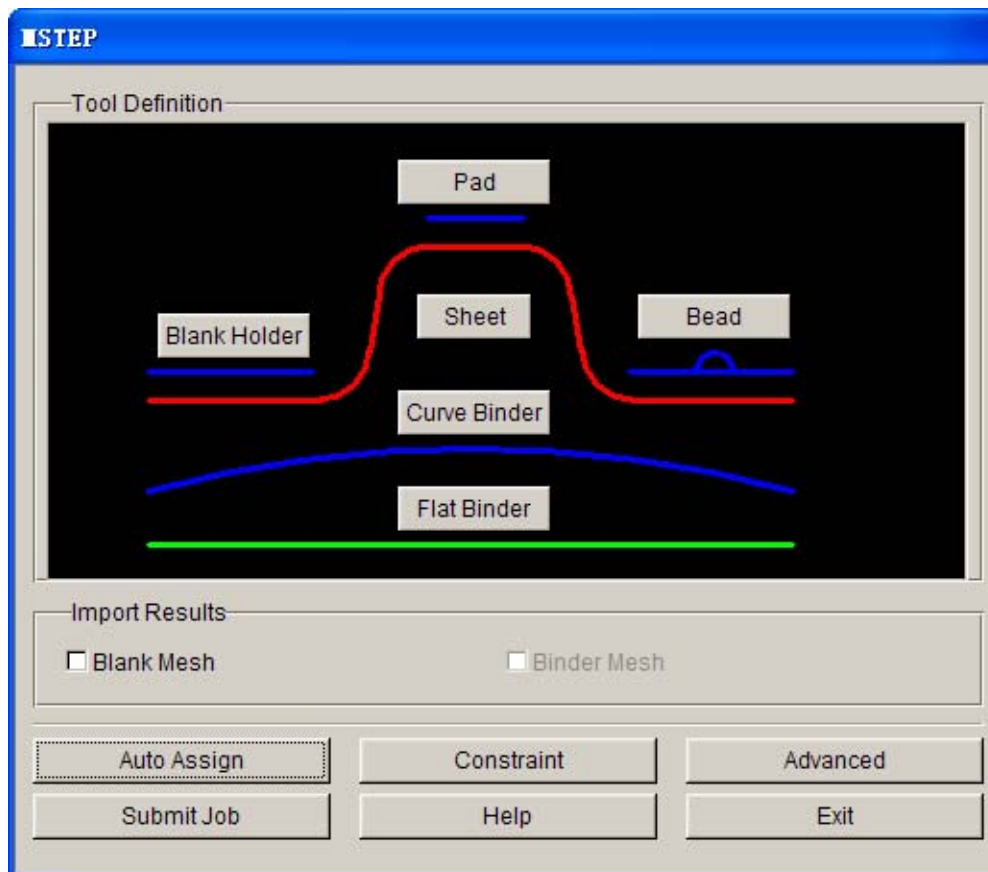 MSTEP
Tool Definition
Pad
Sheet
Bead
Blank Holder
Curve Binder
Flat Binder
Import Results
Blank Mesh
Binder Mesh
Auto Assign
Constraint
Advanced
Submit Job
Help
Exit